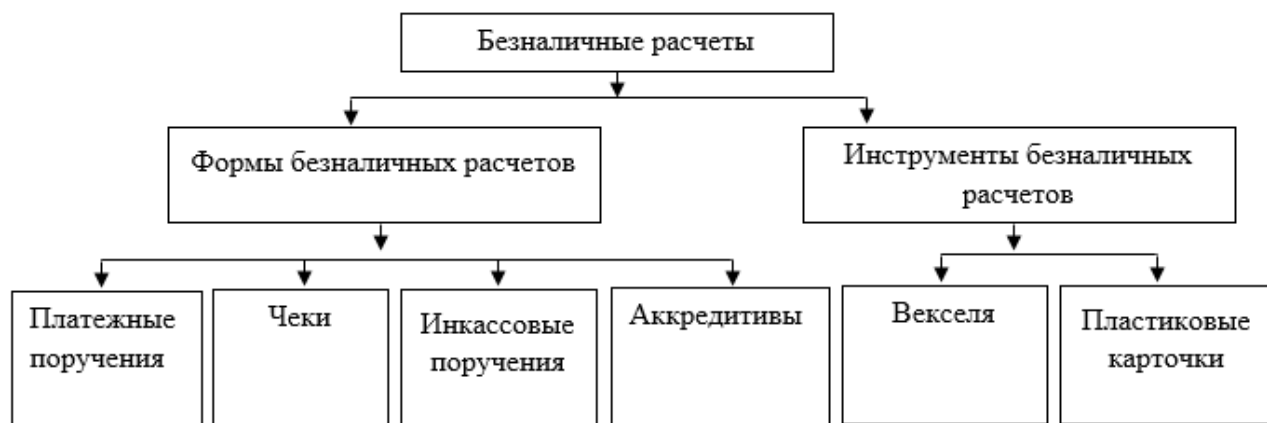 Безналичные расчеты
Формы безналичных расчетов
Инструменты безналичных
расчетов
Платежные
поручения
Чеки
Инкассовые
поручения
Аккредитивы
Векселя
Пластиковые
карточки